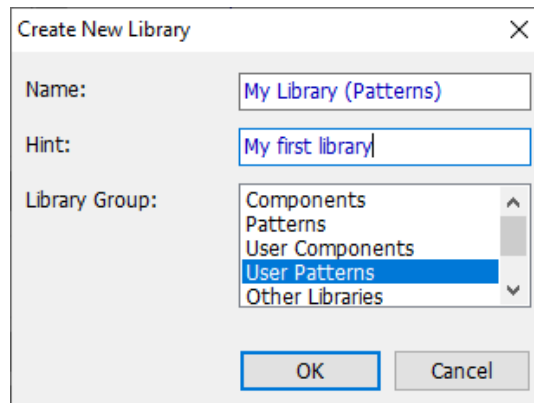 Create New Library
Name: My Library (Patterns)
Hint: My first library
Library Group: Components
Patterns
User Components
User Patterns
Other Libraries
OK Cancel